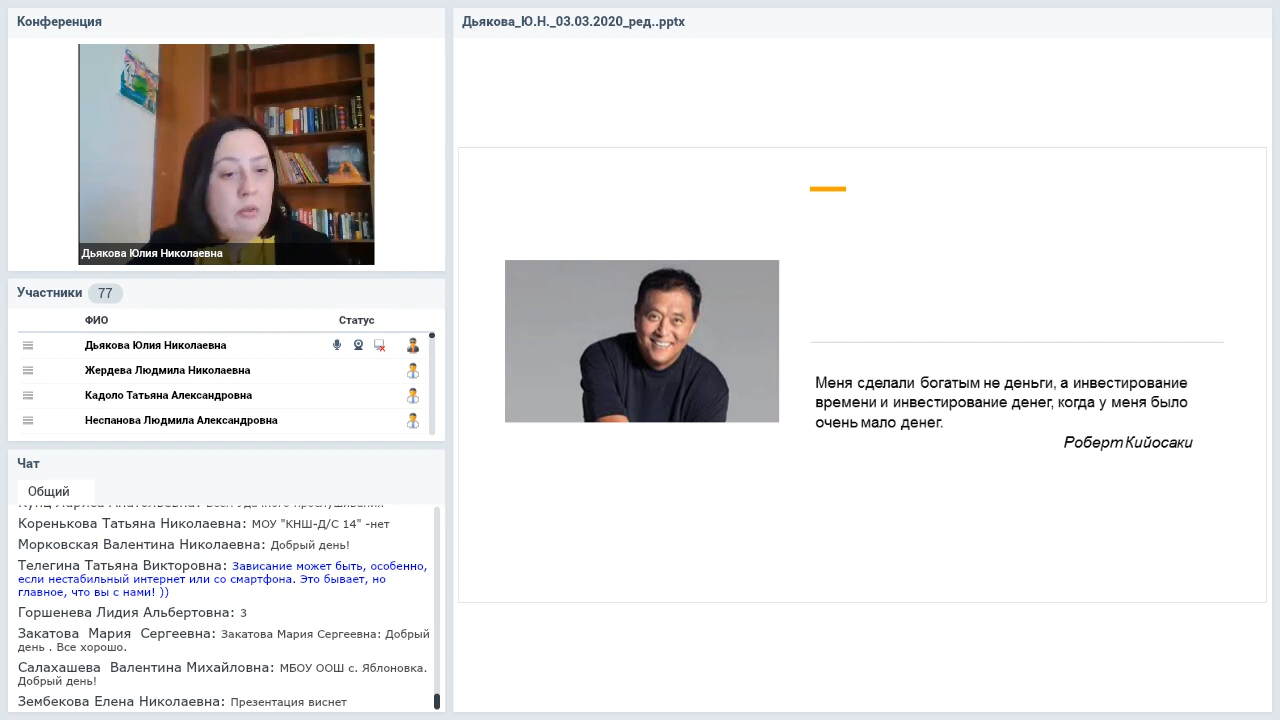 Конференция
Дьякова Юлия Николаевна
Участники 77
ФИО Статус
Дьякова Юлия Николаевна
Жердева Людмила Николаевна
Кадоло Татьяна Александровна
Неспанова Людмила Александровна
Чат
Общий
Коренькова Татьяна Николаевна: МОУ "КНШ-Д/С 14" -нет
Морковская Валентина Николаевна: Добрый день!
Телегина Татьяна Викторовна: Зависание может быть, особенно,
если нестабильный интернет или со смартфона. Это бывает, но
главное, что вы с нами! ))
Горшенева Лидия Альбертовна: 3
Закатова Мария Сергеевна: Закатова Мария Сергеевна: Добрый
день . Все хорошо.
Салахашева Валентина Михайловна: МБОУ ООШ с. Яблоновка.
Добрый день!
Зембекова Елена Николаевна: Презентация виснет
Дьякова_Ю.Н._03.03.2020_ред..pptx
Меня сделали богатым не деньги, а инвестирование
времени и инвестирование денег, когда у меня было
очень мало денег.
Роберт Кийосаки